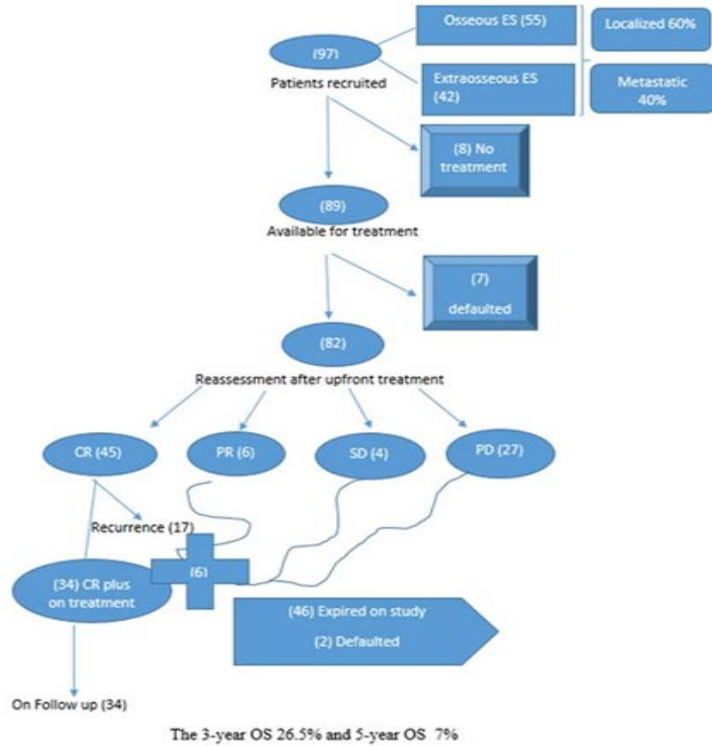 Osseous ES (55)
Localized 60%
(97)
Patients recruited
Extraosseous ES
(42)
Metastatic
40%
(8) No
treatment
(89)
Available for treatment
(7)
defaulted
(82)
Reassessment after upfront treatment
CR (45)
PR (6)
SD (4)
PD (27)
Recurrence (17)
(6)
(34) CR plus
on treatment
(46) Expired on study
(2) Defaulted
On Follow up (34)
The 3-year OS 26.5% and 5-year OS 7%